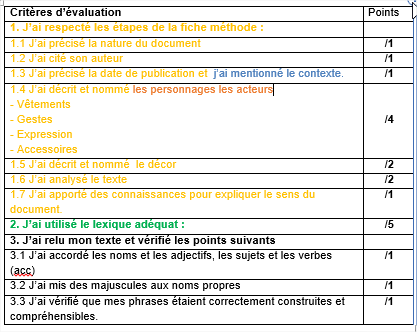 Critères d'évaluation Points
1. J'ai respecté les étapes de la fiche méthode :
1.1 J'ai précisé la nature du document /1
1.2 J'ai cité son auteur /1
1.3 J'ai précisé la date de publication et j'ai mentionné le contexte. /1
1.4 J'ai décrit et nommé les personnages les acteurs
- Vêtements
- Gestes /4
- Expression
- Accessoires
1.5 J'ai décrit et nommé le décor /2
1.6 J'ai analysé le texte /2
1.7 J'ai apporté des connaissances pour expliquer le sens du /1
document.
2. J'ai utilisé le lexique adéquat : /5
3. J'ai relu mon texte et vérifié les points suivants
3.1 J'ai accordé les noms et les adjectifs, les sujets et les verbes /1
(acc)
3.2 J'ai mis des majuscules aux noms propres /1
3.3 J'ai vérifié que mes phrases étaient correctement construites et /1
compréhensibles.